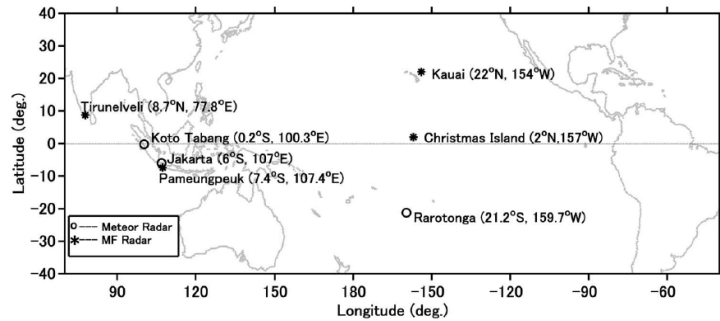 40
30
20
10
0
-10
-20
-30
-40
Latitude (deg.)
Kauai (22°N, 154°W)
Tirunelveli (8.7°N, 77.8°E)
Koto Tabang (0.2°S, 100.3°E)
Christmas Island (2°N,157°W)
Jakarta (6°S, 107°E)
Pameungpeuk (7.4°S, 107.4°E)
Rarotonga (21.2°S, 159.7°W)
Meteor Radar
MF Radar
90 120 150 180 -150 -120 -90 -60
Longitude (deg.)